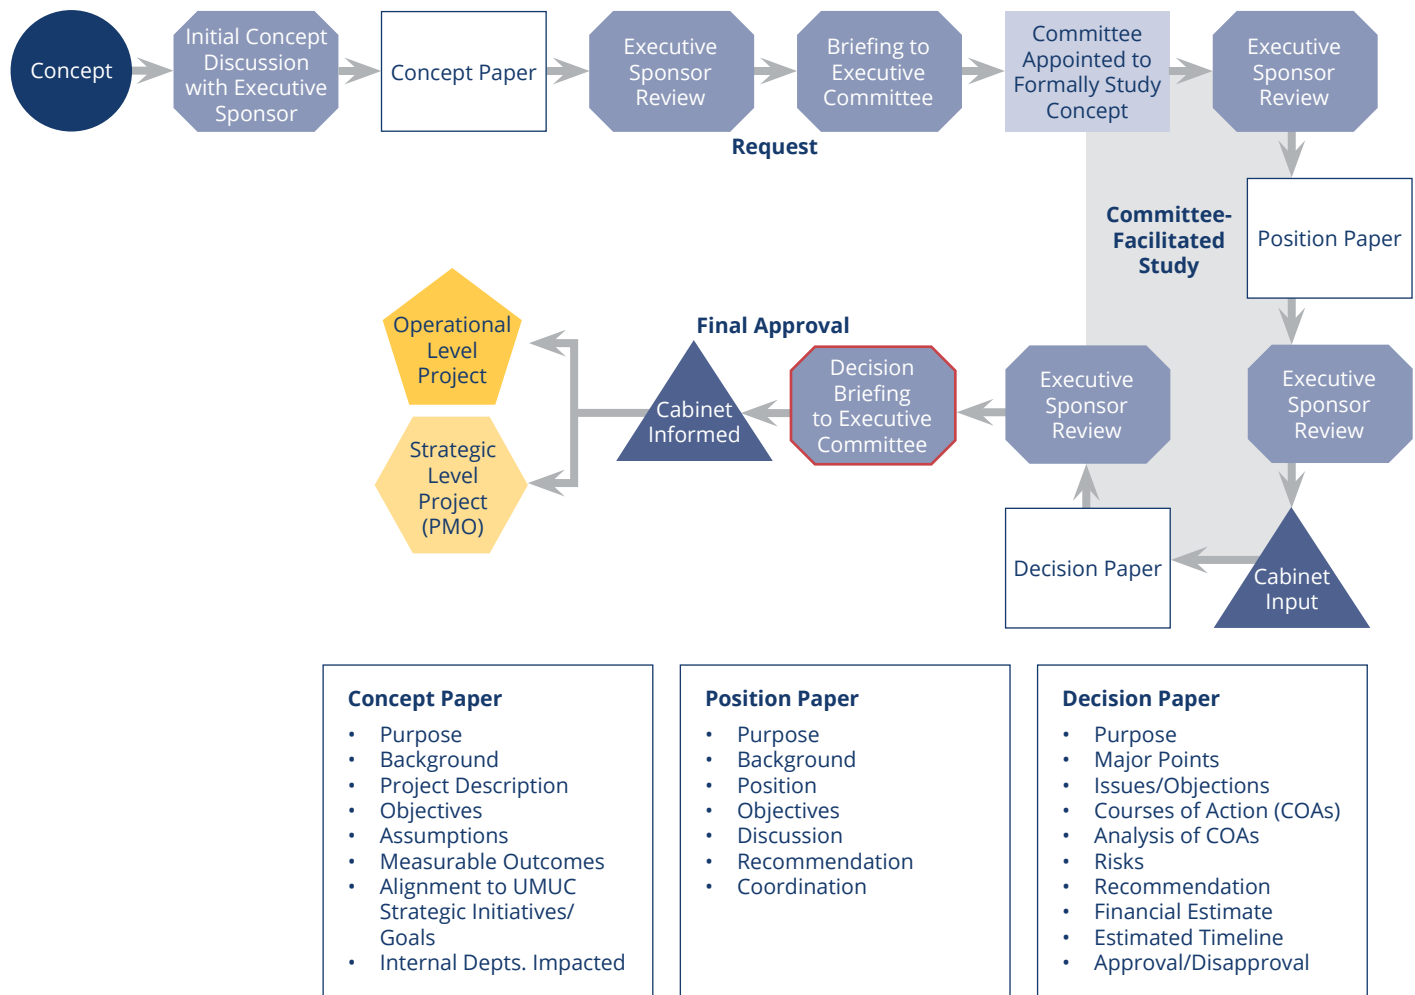 Concept
Initial Concept
Discussion
with Executive
Sponsor
Concept Paper
Executive
Sponsor
Review
Briefing to
Executive
Committee
Committee
Appointed to
Formally Study
Concept
Executive
Sponsor
Review
Request
Committee-
Facilitated
Study
Position Paper
Operational
Level
Project
Final Approval
Cabinet
Informed
Decision
Briefing
to Executive
Committee
Executive
Sponsor
Review
Executive
Sponsor
Review
Strategic
Level
Project
(PMO)
Decision Paper
Cabinet
Input
Concept Paper
• Purpose
• Background
• Project Description
• Objectives
• Assumptions
• Measurable Outcomes
• Alignment to UMUC
Strategic Initiatives/
Goals
• Internal Depts. Impacted
Position Paper
• Purpose
• Background
• Position
• Objectives
• Discussion
• Recommendation
• Coordination
Decision Paper
• Purpose
• Major Points
• Issues/Objections
• Courses of Action (COAs)
• Analysis of COAs
• Risks
• Recommendation
• Financial Estimate
• Estimated Timeline
• Approval/Disapproval